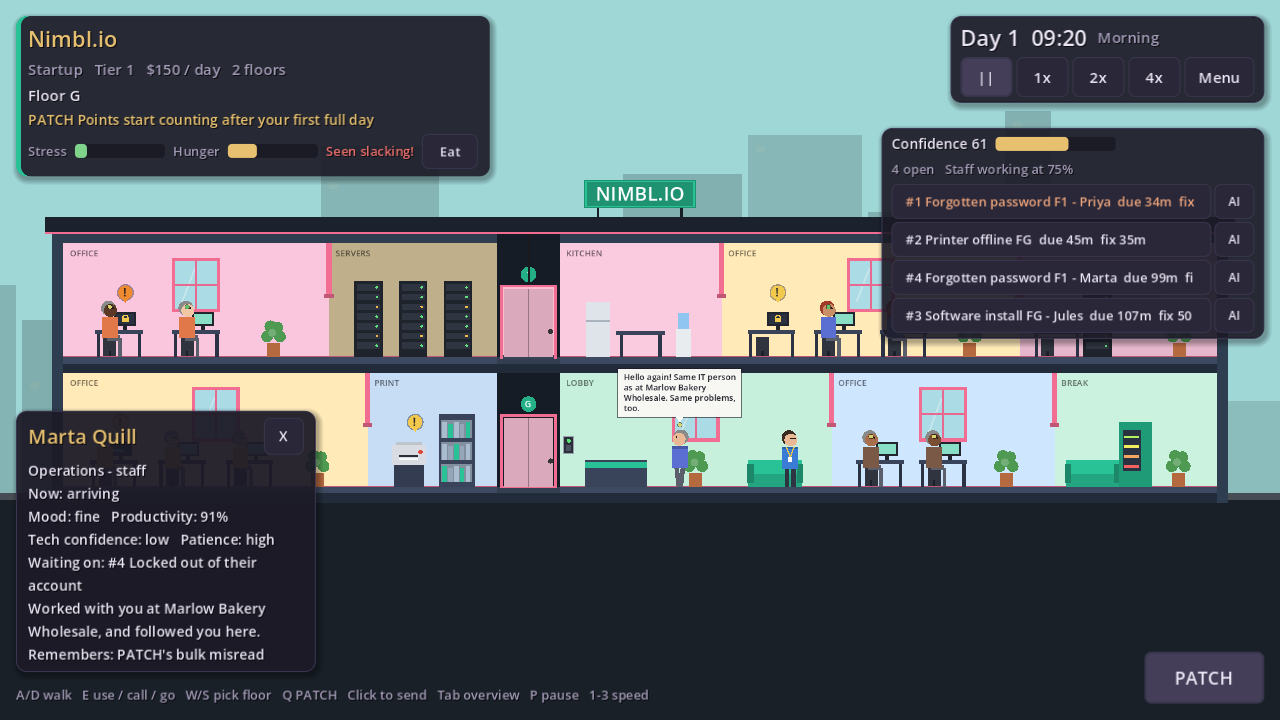 Nimbl.io
Startup Tier 1 $150 / day 2 floors
Floor G
PATCH Points start counting after your first full day
Stress Hunger Seen slacking! Eat
Day 1 09:20 Morning
|| 1x 2x 4x Menu
Confidence 61
4 open Staff working at 75%
#1 Forgotten password F1 - Priya due 34m fix AI
#2 Printer offline FG due 45m fix 35m AI
#4 Forgotten password F1 - Marta due 99m fi AI
#3 Software install FG - Jules due 107m fix 50 AI
NIMBL.IO
OFFICE SERVERS KITCHEN OFFICE
! !
OFFICE PRINT LOBBY OFFICE BREAK
! G
Hello again! Same IT person
as at Marlow Bakery
Wholesale. Same problems,
too.
Marta Quill X
Operations - staff
Now: arriving
Mood: fine Productivity: 91%
Tech confidence: low Patience: high
Waiting on: #4 Locked out of their
account
Worked with you at Marlow Bakery
Wholesale, and followed you here.
Remembers: PATCH's bulk misread
PATCH
A/D walk E use / call / go W/S pick floor Q PATCH Click to send Tab overview P pause 1-3 speed